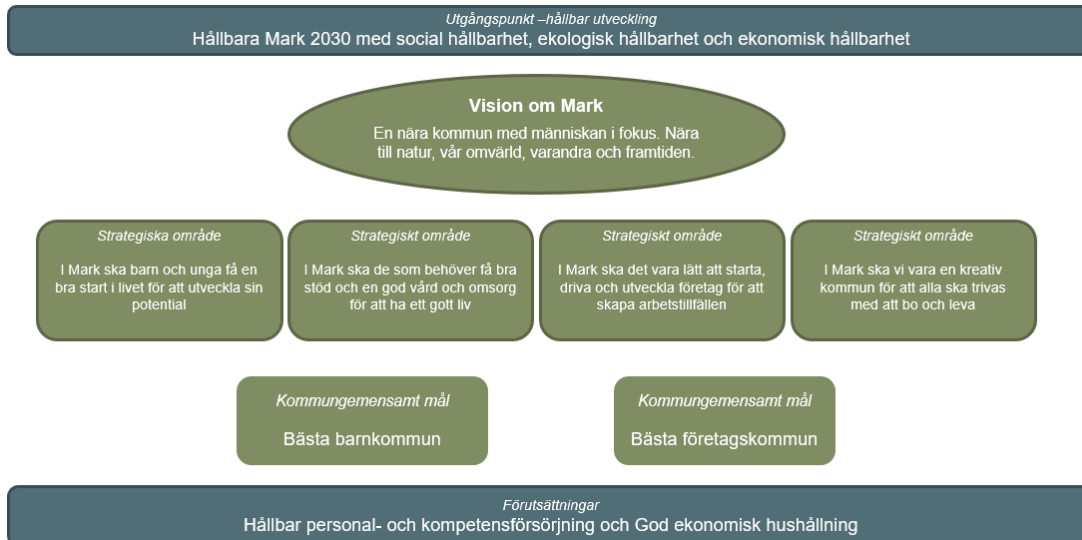 Utgångspunkt –hållbar utveckling
Hållbara Mark 2030 med social hållbarhet, ekologisk hållbarhet och ekonomisk hållbarhet
Vision om Mark
En nära kommun med människan i fokus. Nära
till natur, vår omvärld, varandra och framtiden.
Strategiska område
I Mark ska barn och unga få en
bra start i livet för att utveckla sin
potential
Strategiskt område
I Mark ska de som behöver få bra
stöd och en god vård och omsorg
för att ha ett gott liv
Strategiskt område
I Mark ska det vara lätt att starta,
driva och utveckla företag för att
skapa arbetstillfällen
Strategiskt område
I Mark ska vi vara en kreativ
kommun för att alla ska trivas
med att bo och leva
Kommungemensamt mål
Bästa barnkommun
Kommungemensamt mål
Bästa företagskommun
Förutsättningar
Hållbar personal- och kompetensförsörjning och God ekonomisk hushållning